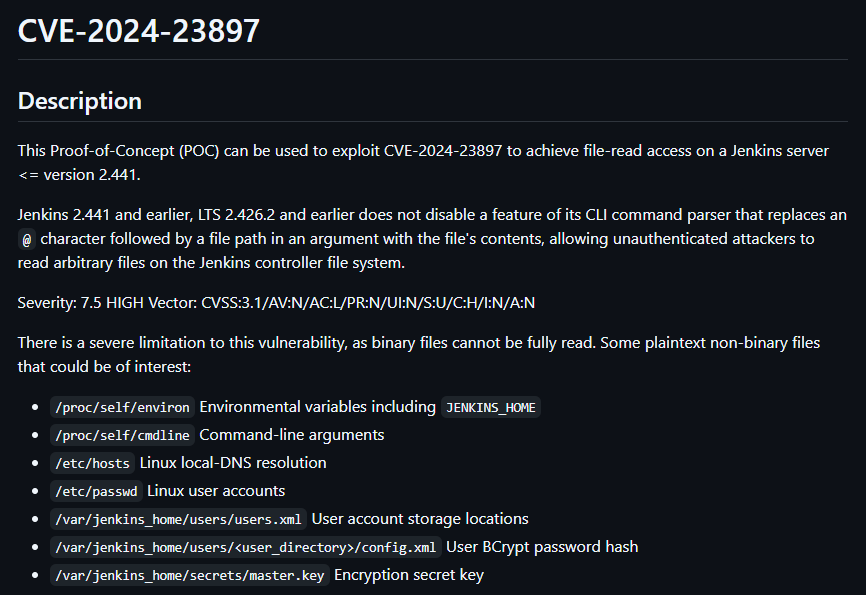 CVE-2024-23897
Description
This Proof-of-Concept (POC) can be used to exploit CVE-2024-23897 to achieve file-read access on a Jenkins server
<= version 2.441.
Jenkins 2.441 and earlier, LTS 2.426.2 and earlier does not disable a feature of its CLI command parser that replaces an
@ character followed by a file path in an argument with the file's contents, allowing unauthenticated attackers to
read arbitrary files on the Jenkins controller file system.
Severity: 7.5 HIGH Vector: CVSS:3.1/AV:N/AC:L/PR:N/UI:N/S:U/C:H/I:N/A:N
There is a severe limitation to this vulnerability, as binary files cannot be fully read. Some plaintext non-binary files
that could be of interest:
• /proc/self/environ Environmental variables including JENKINS_HOME
• /proc/self/cmdline Command-line arguments
• /etc/hosts Linux local-DNS resolution
• /etc/passwd Linux user accounts
• /var/jenkins_home/users/users.xml User account storage locations
• /var/jenkins_home/users/<user_directory>/config.xml User BCrypt password hash
• /var/jenkins_home/secrets/master.key Encryption secret key